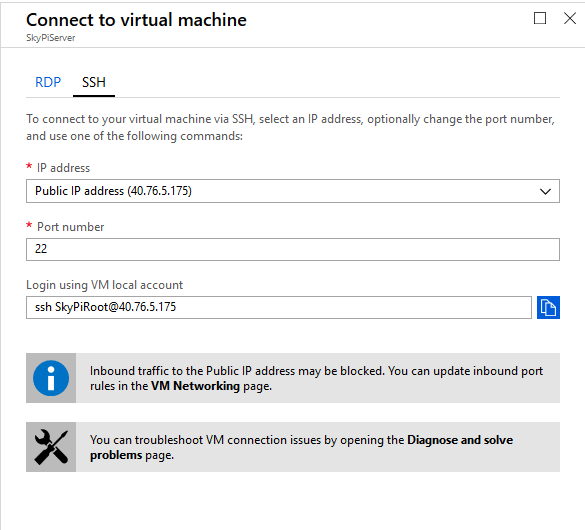 Connect to virtual machine
SkyPiServer
RDP SSH
To connect to your virtual machine via SSH, select an IP address, optionally change the port number,
and use one of the following commands:
* IP address
Public IP address (40.76.5.175)
* Port number
22
Login using VM local account
ssh SkyPiRoot@40.76.5.175
Inbound traffic to the Public IP address may be blocked. You can update inbound port
rules in the VM Networking page.
You can troubleshoot VM connection issues by opening the Diagnose and solve
problems page.